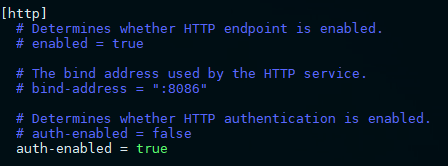 [http]
# Determines whether HTTP endpoint is enabled.
# enabled = true
# The bind address used by the HTTP service.
# bind-address = ":8086"
# Determines whether HTTP authentication is enabled.
# auth-enabled = false
auth-enabled = true